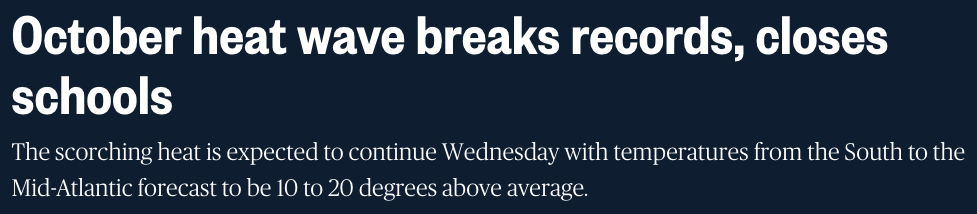 October heat wave breaks records, closes
schools
The scorching heat is expected to continue Wednesday with temperatures from the South to the
Mid-Atlantic forecast to be 10 to 20 degrees above average.